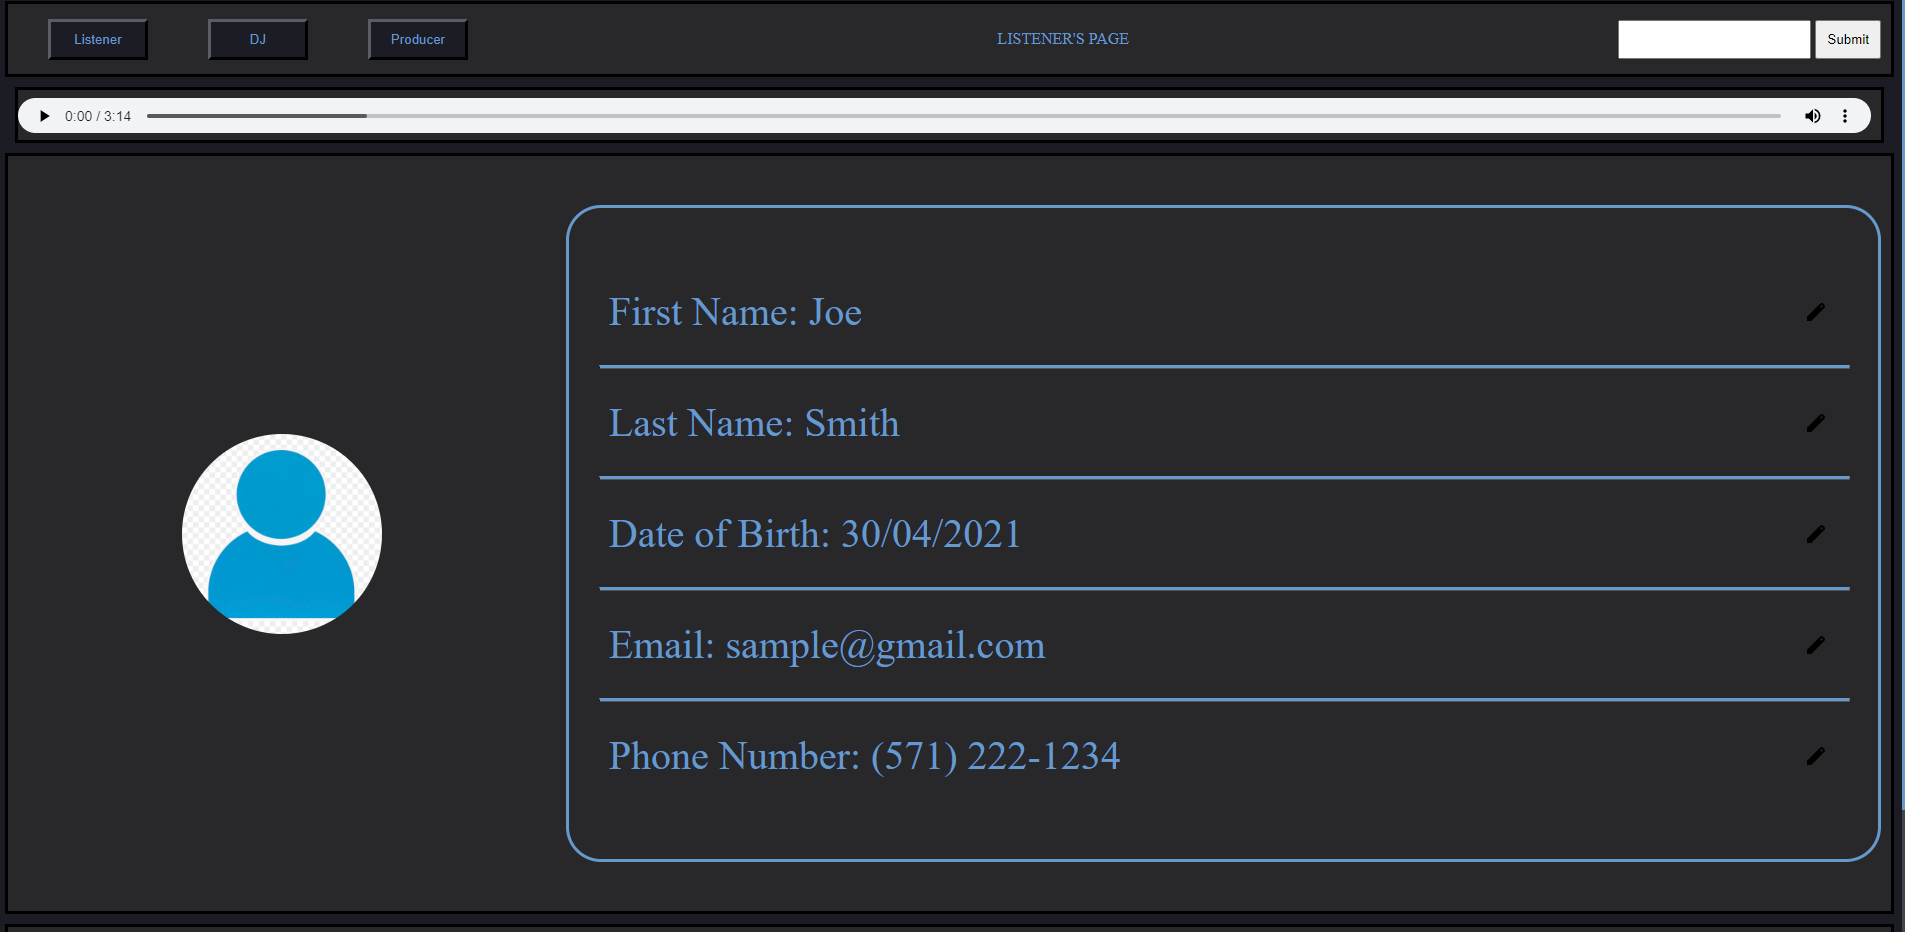 Listener DJ Producer LISTENER'S PAGE Submit
0:00 / 3:14
First Name: Joe
Last Name: Smith
Date of Birth: 30/04/2021
Email: sample@gmail.com
Phone Number: (571) 222-1234